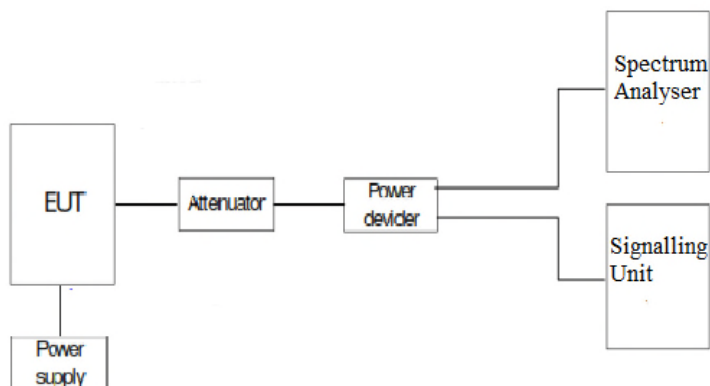 Spectrum
Analyser
EUT
Attenuator
Power
devider
Signalling
Unit
Power
supply